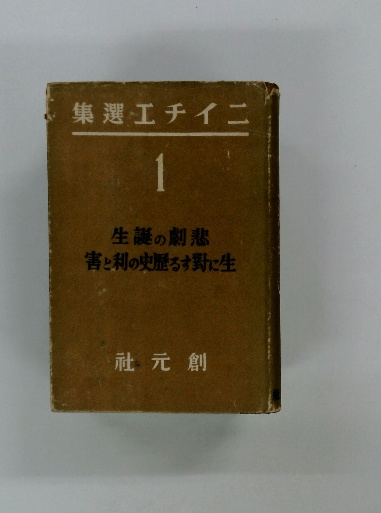 ニイチエ選集
1
悲劇の誕生
生に對する歷史の利と害
創元社